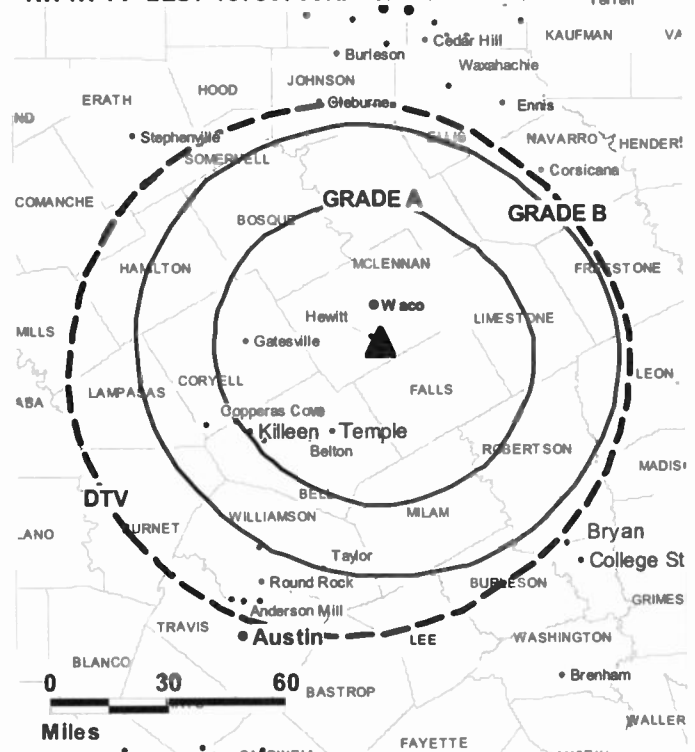 Cedar Hill
KAUFMAN
Burleson
Waxahachie
JOHNSON
HOOD
ERATH
Cleburne
Ennis
Stephenville
ELLIS
NAVARRO
SOMERVELL
Corsicana
COMANCHE
GRADE A
GRADE B
BOSQUE
HAMILTON
MCLENNAN
FREESTONE
Waco
Hewitt
LIMESTONE
MILLS
Gatesville
LEON
CORYELL
LAMPASAS
FALLS
Copperas Cove
Killeen
Temple
Belton
ROBERTSON
BELL
DTV
WILLIAMSON
MILAM
BURNET
Bryan
Taylor
College St
Round Rock
BURLESON
GRIMES
Anderson Mill
TRAVIS
Austin
LEE
WASHINGTON
BLANCO
Brenham
0 30 60
BASTROP
Miles
WALLER
FAYETTE